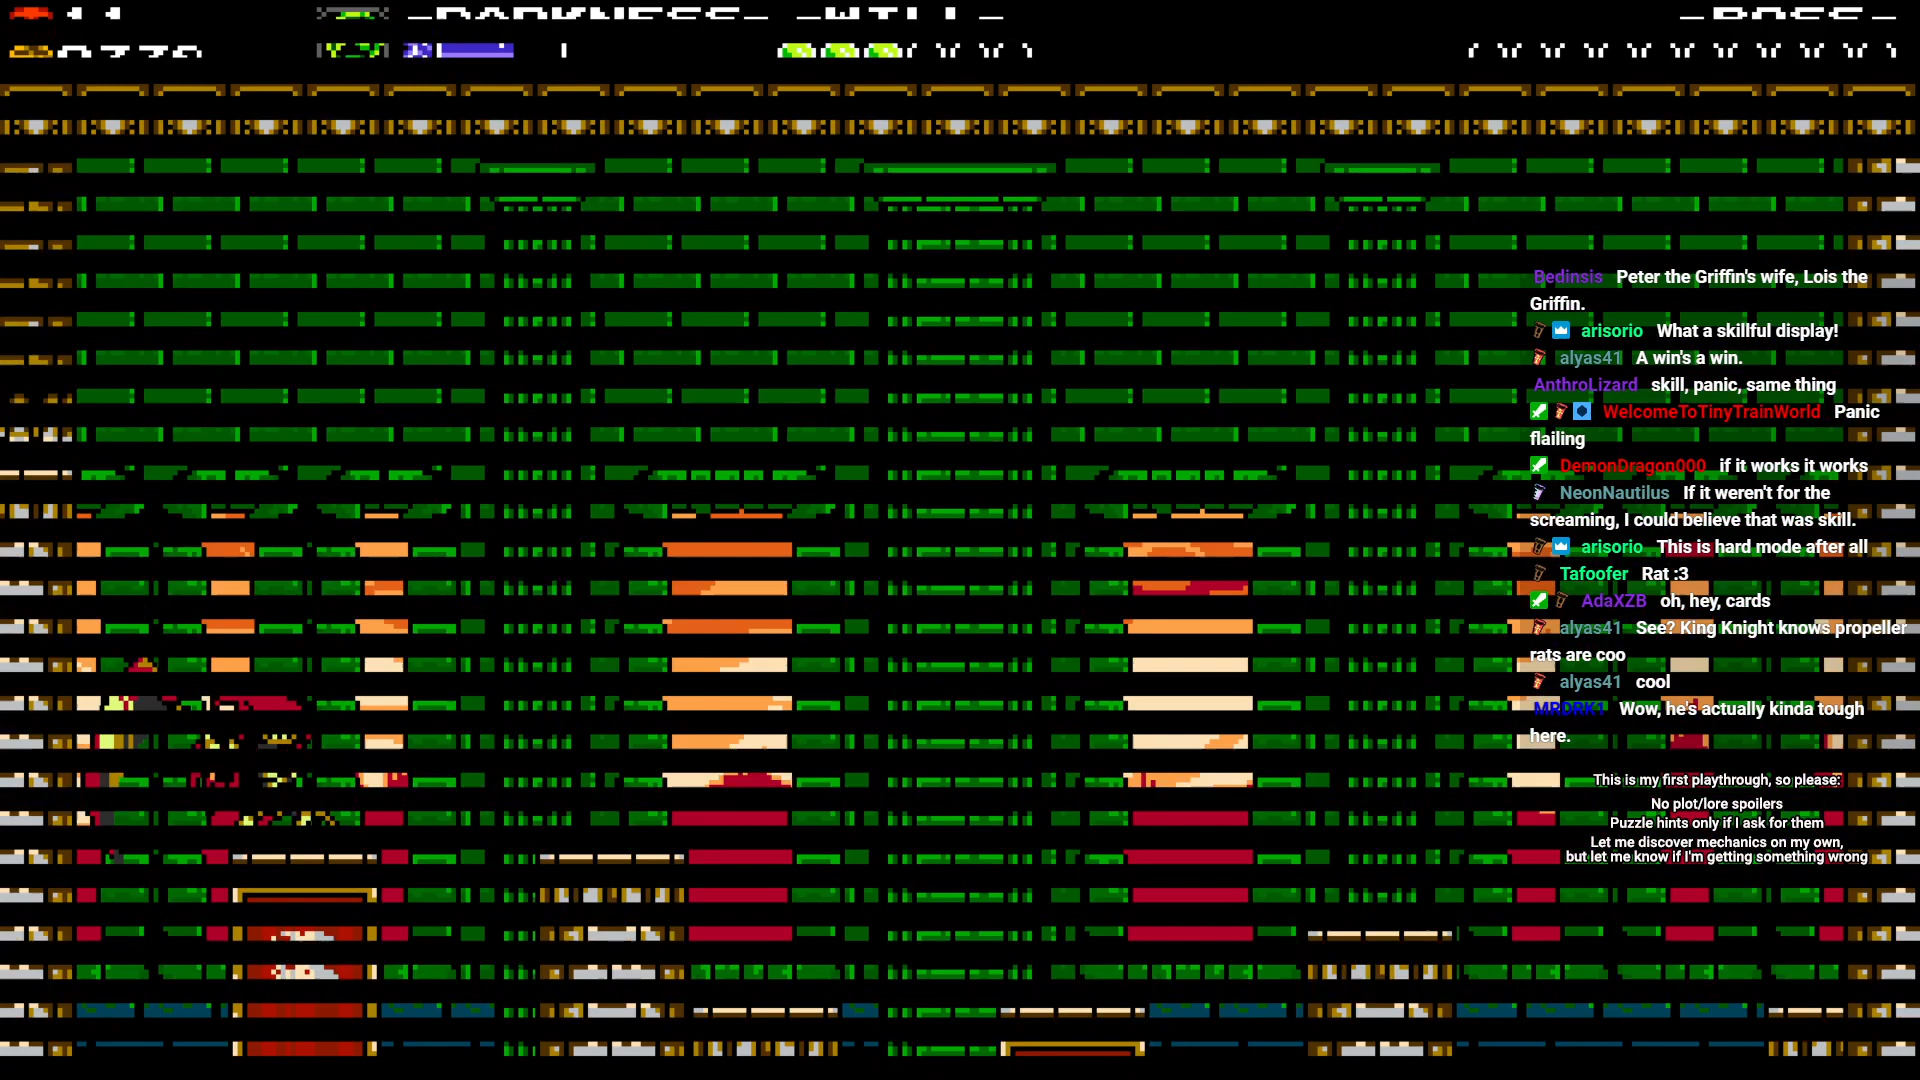 Bedinsis Peter the Griffin's wife, Lois the
Griffin.
arisorio What a skillful display!
alyas41 A win's a win.
AnthroLizard skill, panic, same thing
WelcomeToTinyTrainWorld Panic
flailing
DemonDragon000 if it works it works
NeonNautilus If it weren't for the
screaming, I could believe that was skill.
arisorio This is hard mode after all
Tafoofer Rat :3
AdaXZB oh, hey, cards
alyas41 See? King Knight knows propeller
rats are coo
alyas41 cool
MRDRK1 Wow, he's actually kinda tough
here.
This is my first playthrough, so please:
No plot/lore spoilers
Puzzle hints only if I ask for them
Let me discover mechanics on my own,
but let me know if I'm getting something wrong